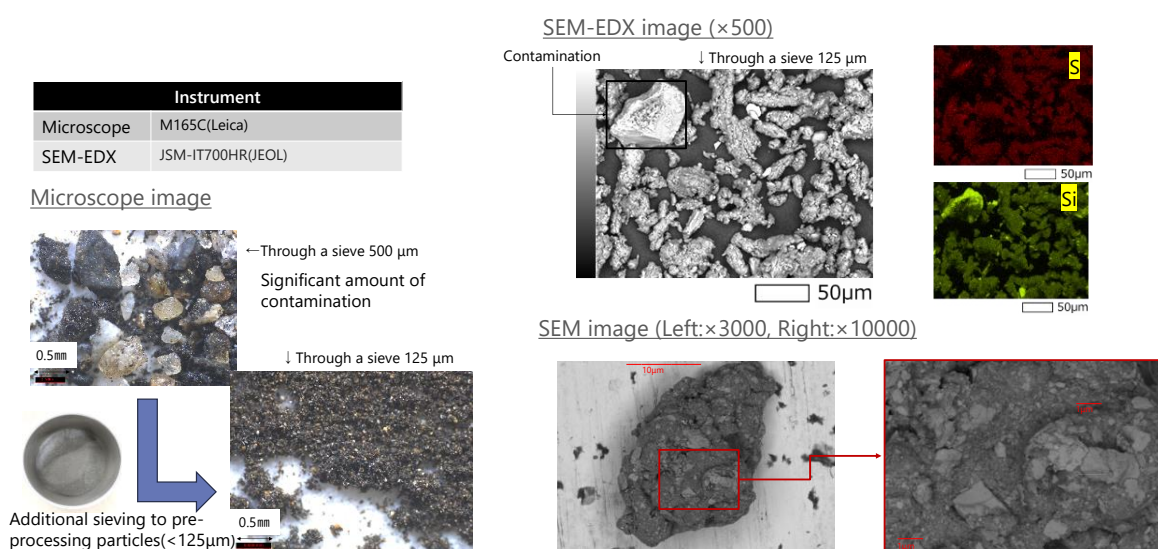 SEM-EDX image (×500)
Contamination
↓Through a sieve 125 μm
S
50μm
Si
50μm
50μm
Instrument
Microscope M165C(Leica)
SEM-EDX JSM-IT700HR(JEOL)
Microscope image
←Through a sieve 500 μm
Significant amount of
contamination
0.5㎜
↓Through a sieve 125 μm
0.5㎜
Additional sieving to pre-
processing particles(<125μm)
SEM image (Left:×3000, Right:×10000)
10μm